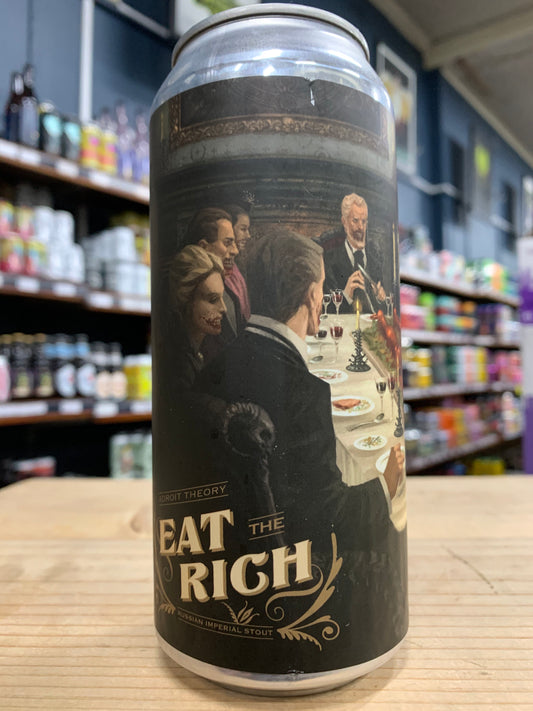 ADROIT THEORY
EAT THE
RICH
RUSSIAN IMPERIAL STOUT